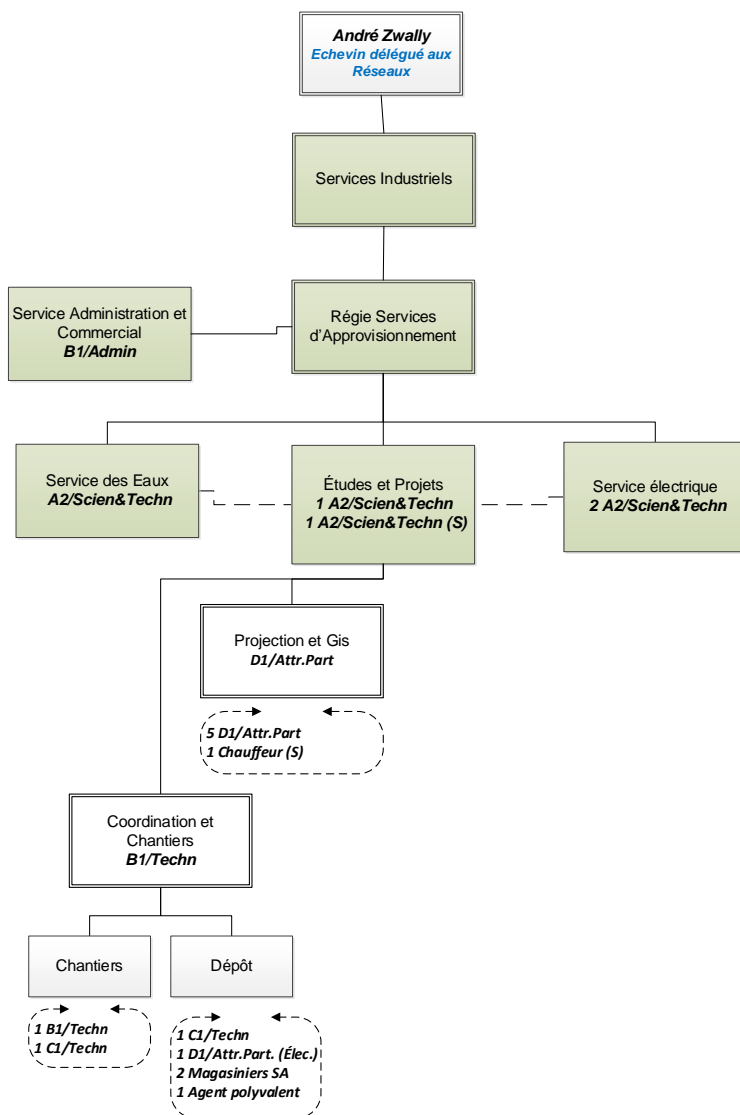 André Zwally
Echevin délégué aux
Réseaux
Services Industriels
Service Administration et
Commercial
B1/Admin
Régie Services
d'Approvisionnement
Service des Eaux
A2/Scien&Techn
Études et Projets
1 A2/Scien&Techn
1 A2/Scien&Techn (S)
Service électrique
2 A2/Scien&Techn
Projection et Gis
D1/Attr.Part
5 D1/Attr.Part
1 Chauffeur (S)
Coordination et
Chantiers
B1/Techn
Chantiers
1 B1/Techn
1 C1/Techn
Dépôt
1 C1/Techn
1 D1/Attr.Part. (Élec.)
2 Magasiniers SA
1 Agent polyvalent